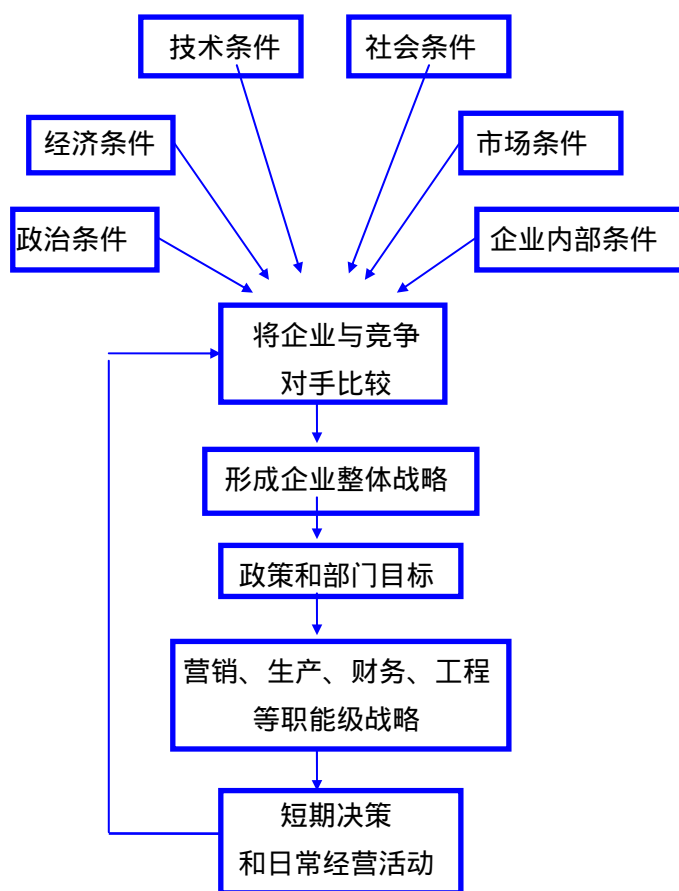 技术条件
社会条件
经济条件
市场条件
政治条件
企业内部条件
将企业与竞争
对手比较
形成企业整体战略
政策和部门目标
营销、生产、财务、工程
等职能级战略
短期决策
和日常经营活动